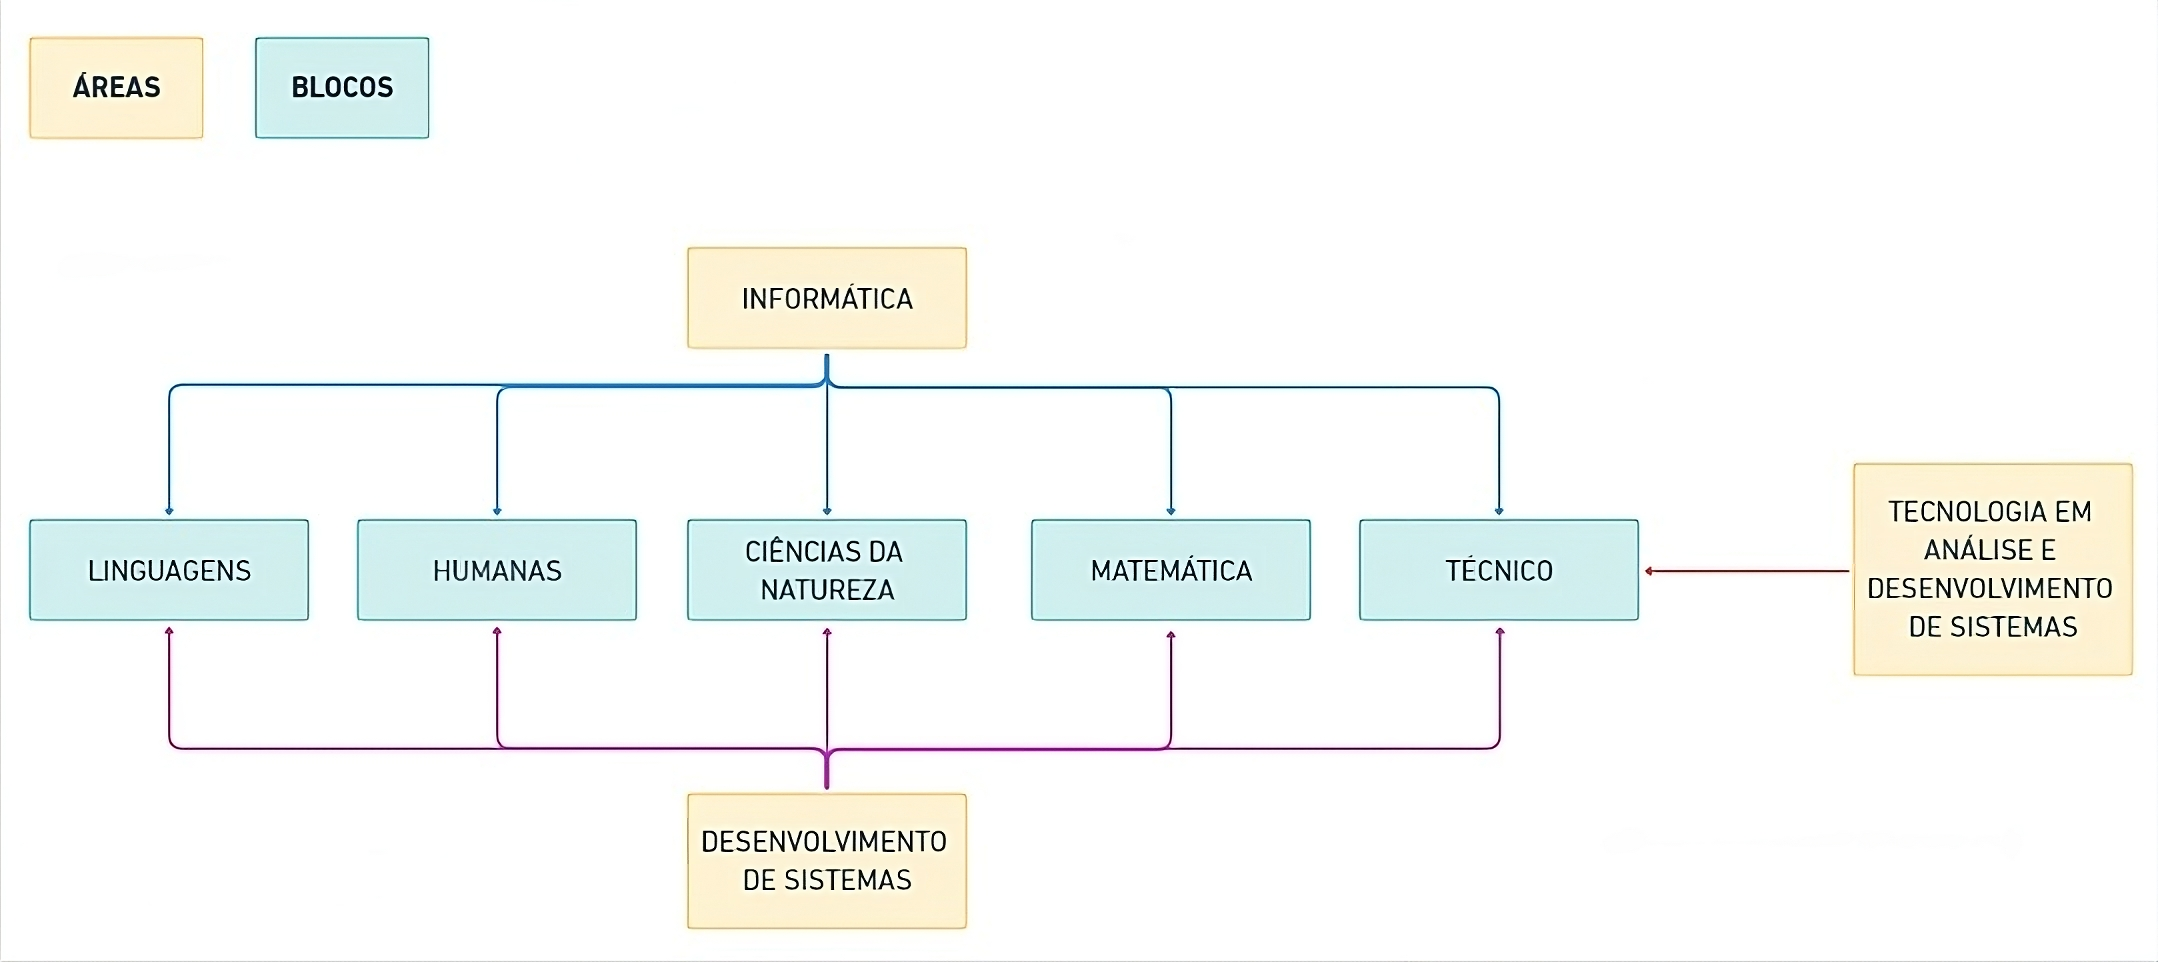 ÁREAS
BLOCOS
INFORMÁTICA
LINGUAGENS
HUMANAS
CIÊNCIAS DA
NATUREZA
MATEMÁTICA
TÉCNICO
TECNOLOGIA EM
ANÁLISE E
DESENVOLVIMENTO
DE SISTEMAS
DESENVOLVIMENTO
DE SISTEMAS